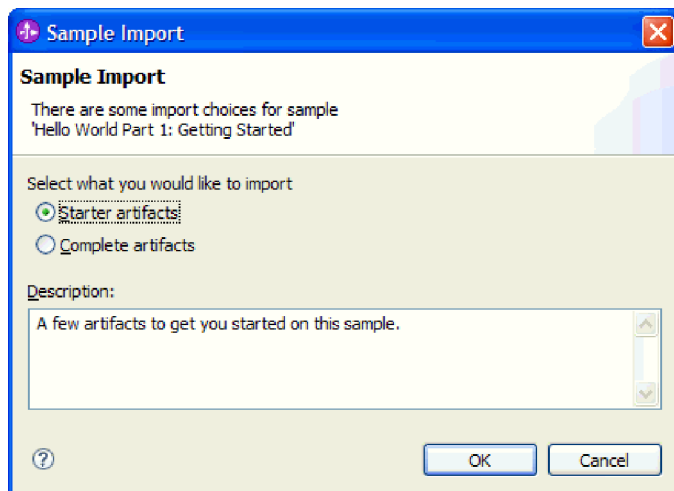 Sample Import
Sample Import
There are some import choices for sample
'Hello World Part 1: Getting Started'
Select what you would like to import
Starter artifacts
Complete artifacts
Description:
A few artifacts to get you started on this sample.
?
OK Cancel